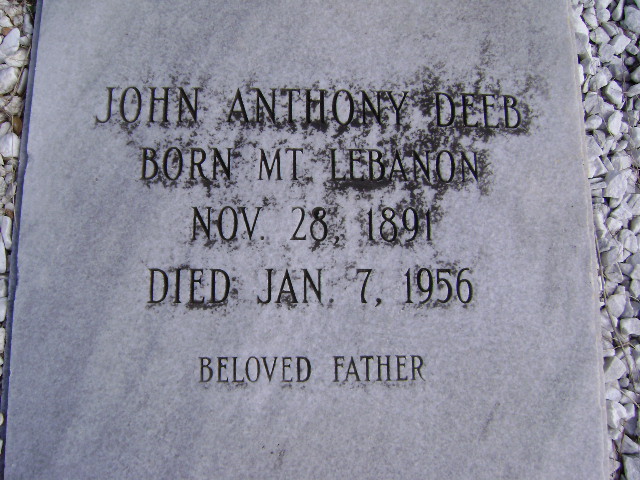 JOHN ANTHONY DEEB
BORN MT. LEBANON
NOV. 28, 1891
DIED JAN. 7, 1956
BELOVED FATHER